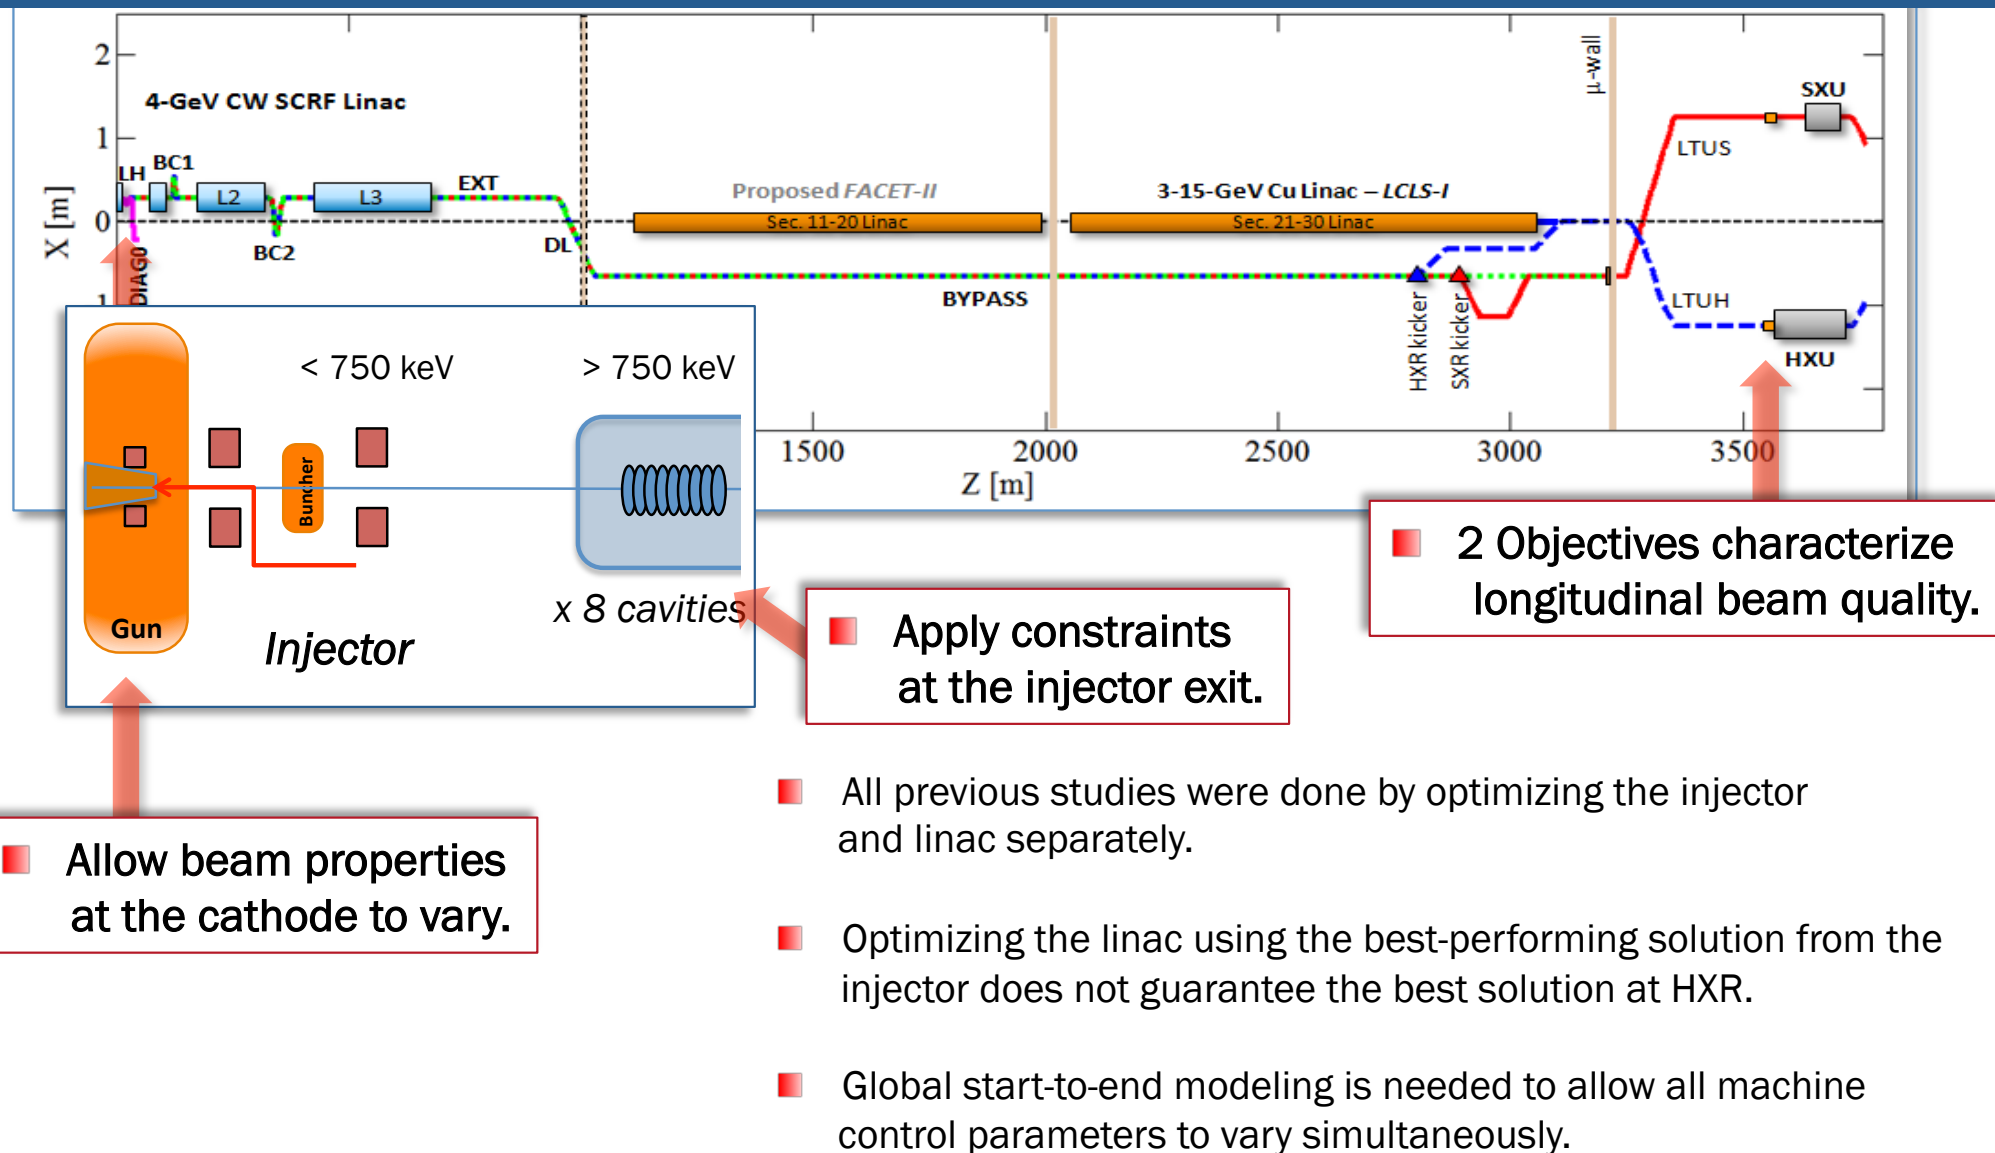 2
1
0
1
X [m]
4-GeV CW SCRF Linac
LH
BC1
L2
BC2
L3
EXT
DL
DIAG0
Proposed FACET-II
Sec. 11-20 Linac
3-15-GeV Cu Linac – LCLS-I
Sec. 21-30 Linac
BYPASS
μ-wall
HXR kicker
SXR kicker
SXU
LTUS
LTUH
HXU
1500
2000
2500
3000
3500
Z [m]
< 750 keV
> 750 keV
Buncher
Gun
Injector
x 8 cavities
2 Objectives characterize
longitudinal beam quality.
Apply constraints
at the injector exit.
Allow beam properties
at the cathode to vary.
All previous studies were done by optimizing the injector
and linac separately.
Optimizing the linac using the best-performing solution from the
injector does not guarantee the best solution at HXR.
Global start-to-end modeling is needed to allow all machine
control parameters to vary simultaneously.